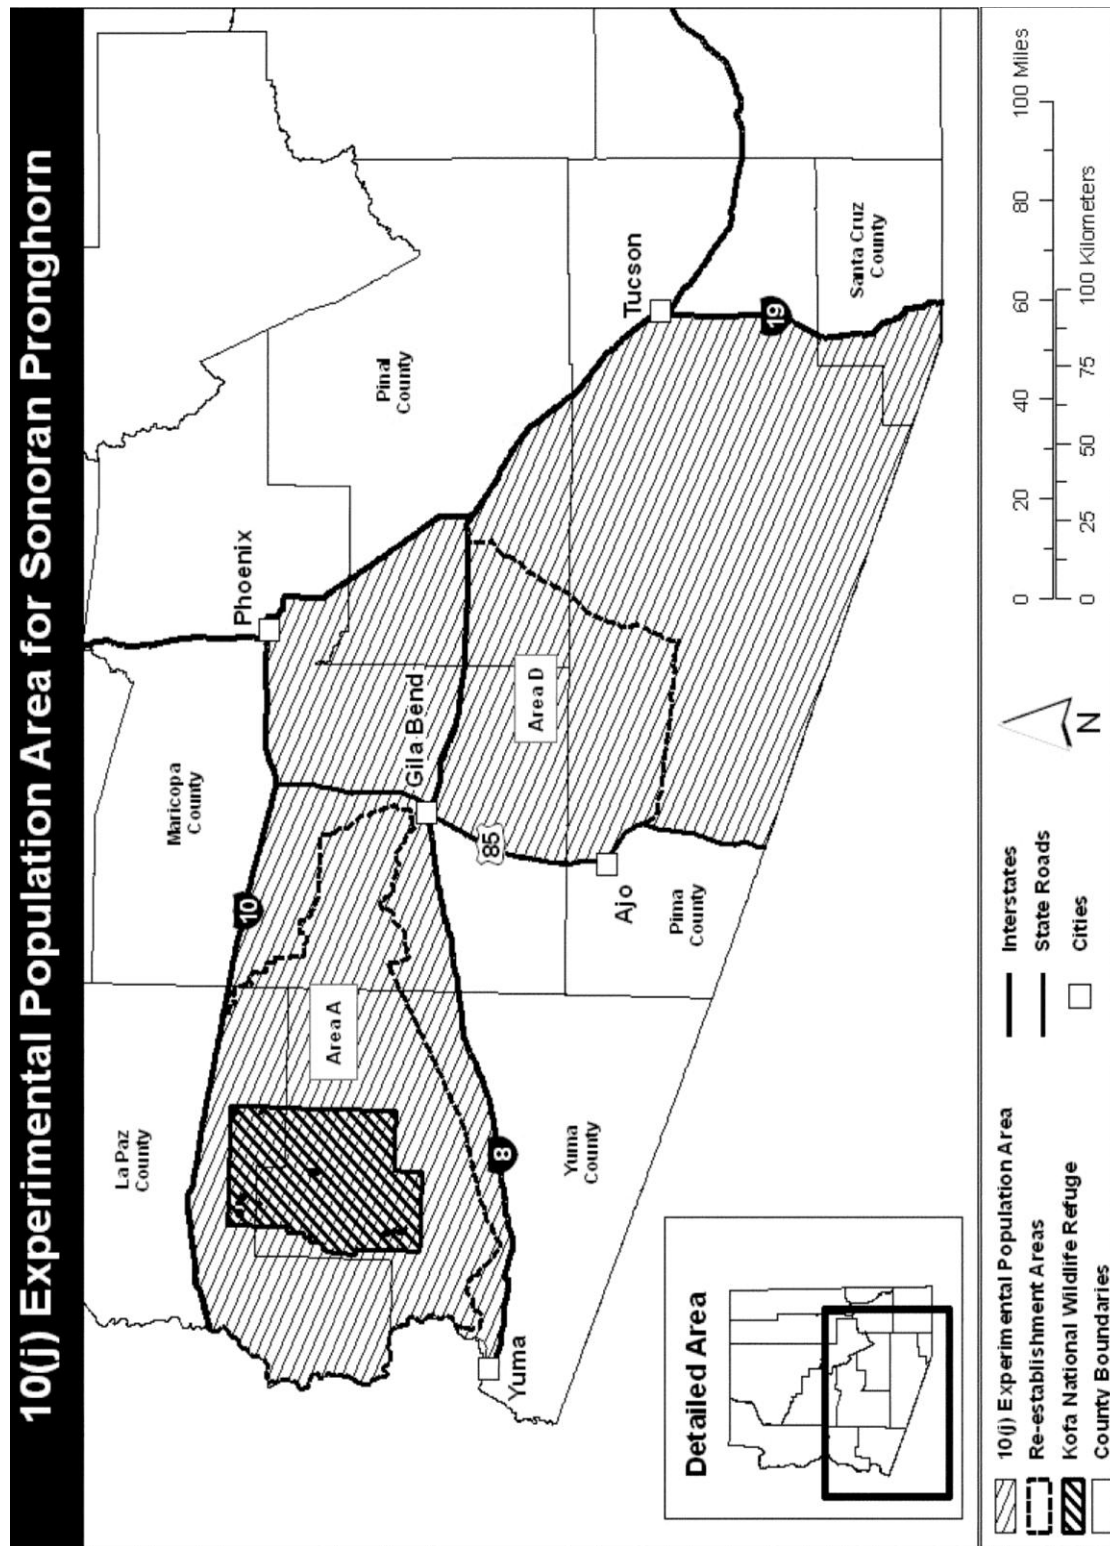 10(j) Experimental Population Area for Sonoran Pronghorn
La Paz
County
Maricopa
County
Phoenix
10
Pinal
County
Area A
Gila Bend
Area D
85
8
Yuma
Yuma
County
Ajo
Pima
County
Tucson
19
Santa Cruz
County
Detailed Area
10(j) Experimental Population Area
Re-establishment Areas
Kofa National Wildlife Refuge
County Boundaries
Interstates
State Roads
Cities
N
0 20 40 60 80 100 Miles
0 25 50 75 100 Kilometers